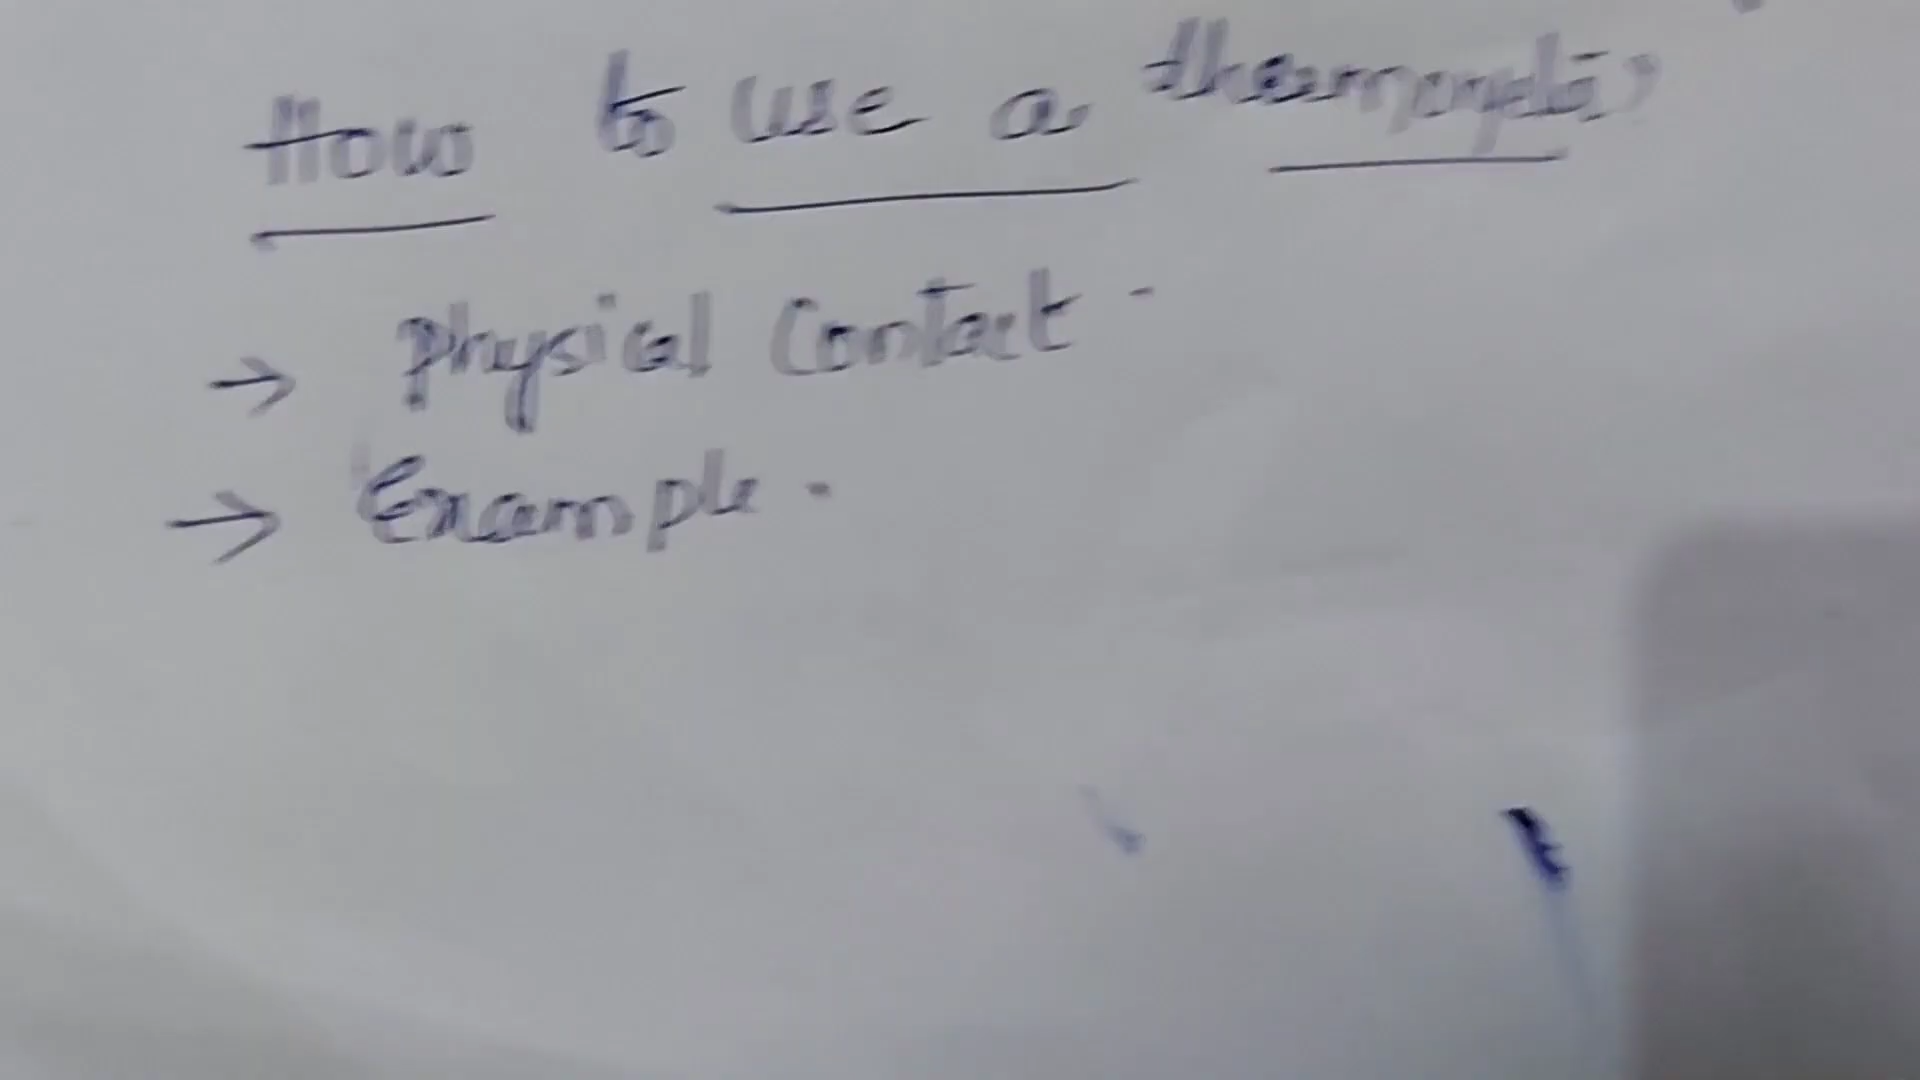 How to use a thermometer
→ Physical Contact.
→ Example.